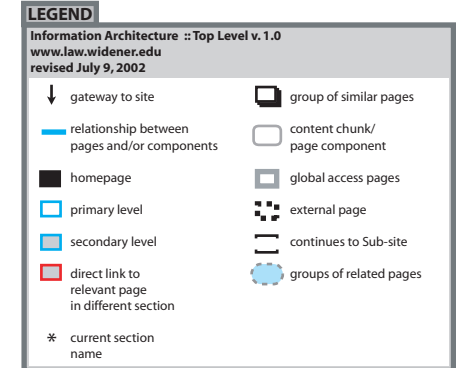 LEGEND
Information Architecture :: Top Level v. 1.0
www.law.widener.edu
revised July 9, 2002
gateway to site
relationship between
pages and/or components
homepage
primary level
secondary level
direct link to
relevant page
in different section
* current section
name
group of similar pages
content chunk/
page component
global access pages
external page
continues to Sub-site
groups of related pages